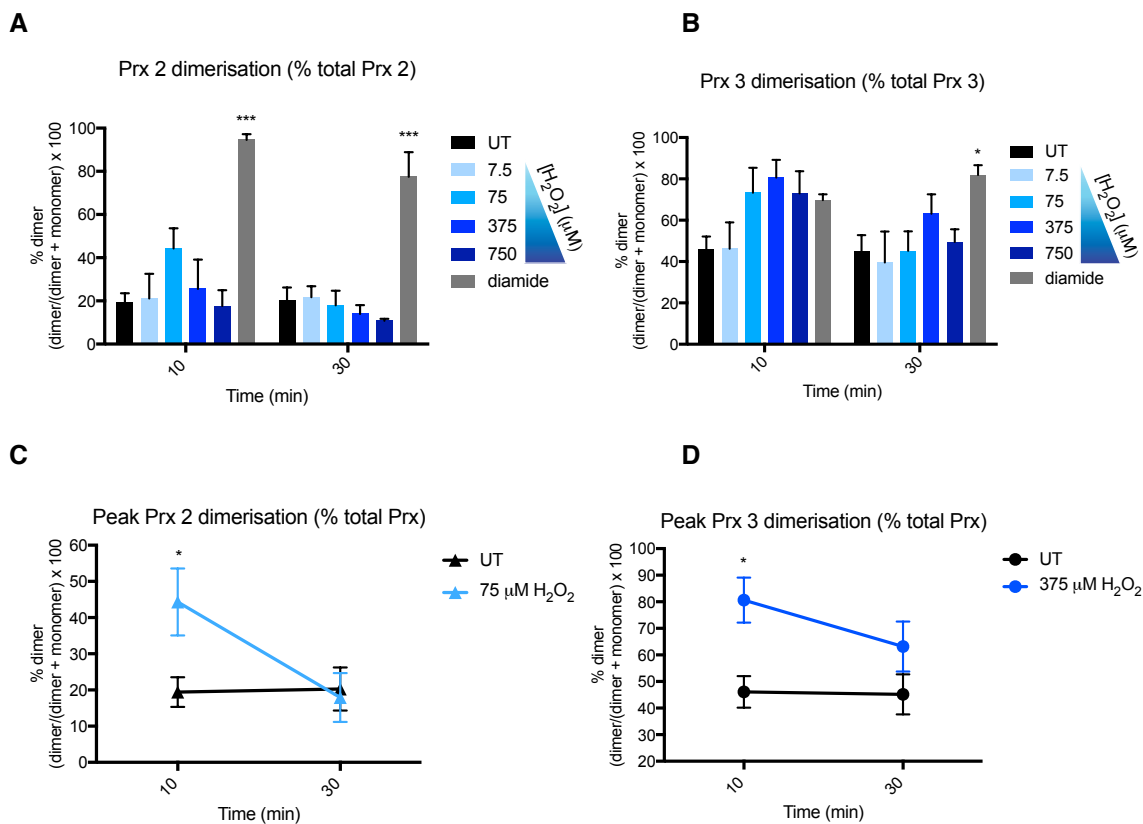 A
Prx 2 dimerisation (% total Prx 2)
% dimer
(dimer/(dimer + monomer) x 100
100
80
60
40
20
0
***
***
10
30
Time (min)
UT
7.5
75
375
750
diamide
[H₂O₂] (μM)
B
Prx 3 dimerisation (% total Prx 3)
% dimer
(dimer/(dimer + monomer) x 100
100
80
60
40
20
0
*
10
30
Time (min)
UT
7.5
75
375
750
diamide
[H₂O₂] (μM)
C
Peak Prx 2 dimerisation (% total Prx)
% dimer
(dimer/(dimer + monomer) x 100
60
50
40
30
20
10
0
*
10
30
Time (min)
UT
75 μM H₂O₂
D
Peak Prx 3 dimerisation (% total Prx)
% dimer
(dimer/(dimer + monomer) x 100
100
90
80
70
60
50
40
30
20
*
10
30
Time (min)
UT
375 μM H₂O₂